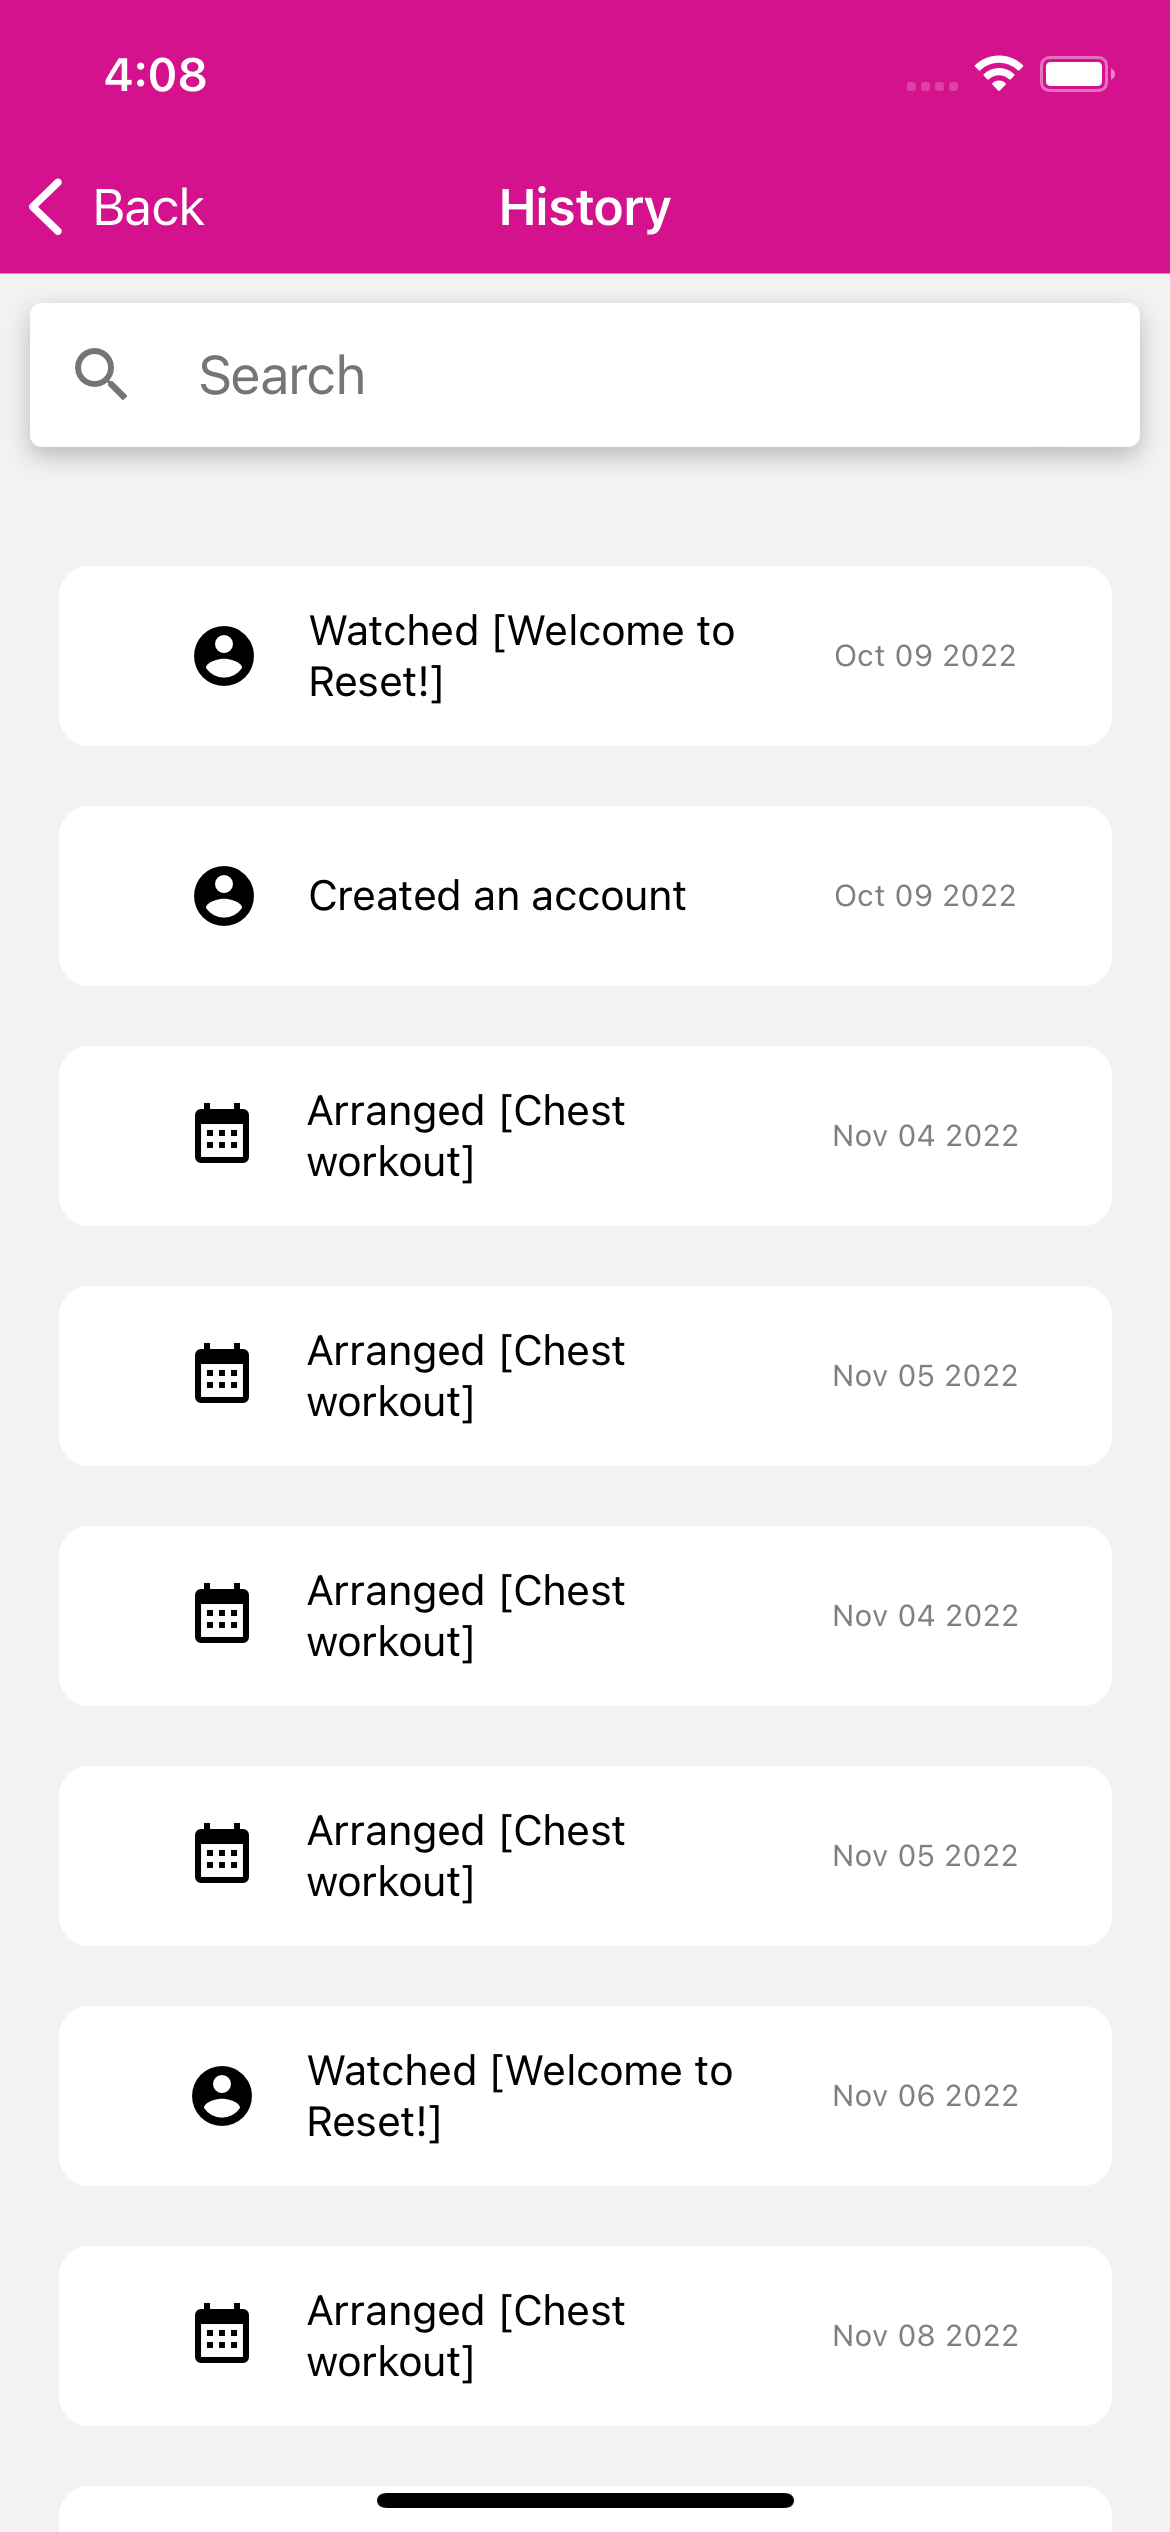 4:08
Back
History
Search
Watched [Welcome to
Reset!]
Oct 09 2022
Created an account
Oct 09 2022
Arranged [Chest
workout]
Nov 04 2022
Arranged [Chest
workout]
Nov 05 2022
Arranged [Chest
workout]
Nov 04 2022
Arranged [Chest
workout]
Nov 05 2022
Watched [Welcome to
Reset!]
Nov 06 2022
Arranged [Chest
workout]
Nov 08 2022